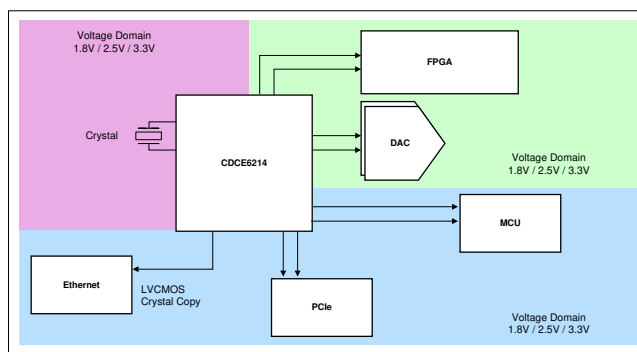 Voltage Domain
1.8V / 2.5V / 3.3V
FPGA
Crystal
CDCE6214
DAC
Voltage Domain
1.8V / 2.5V / 3.3V
MCU
Ethernet
LVCMOS
Crystal Copy
PCIe
Voltage Domain
1.8V / 2.5V / 3.3V